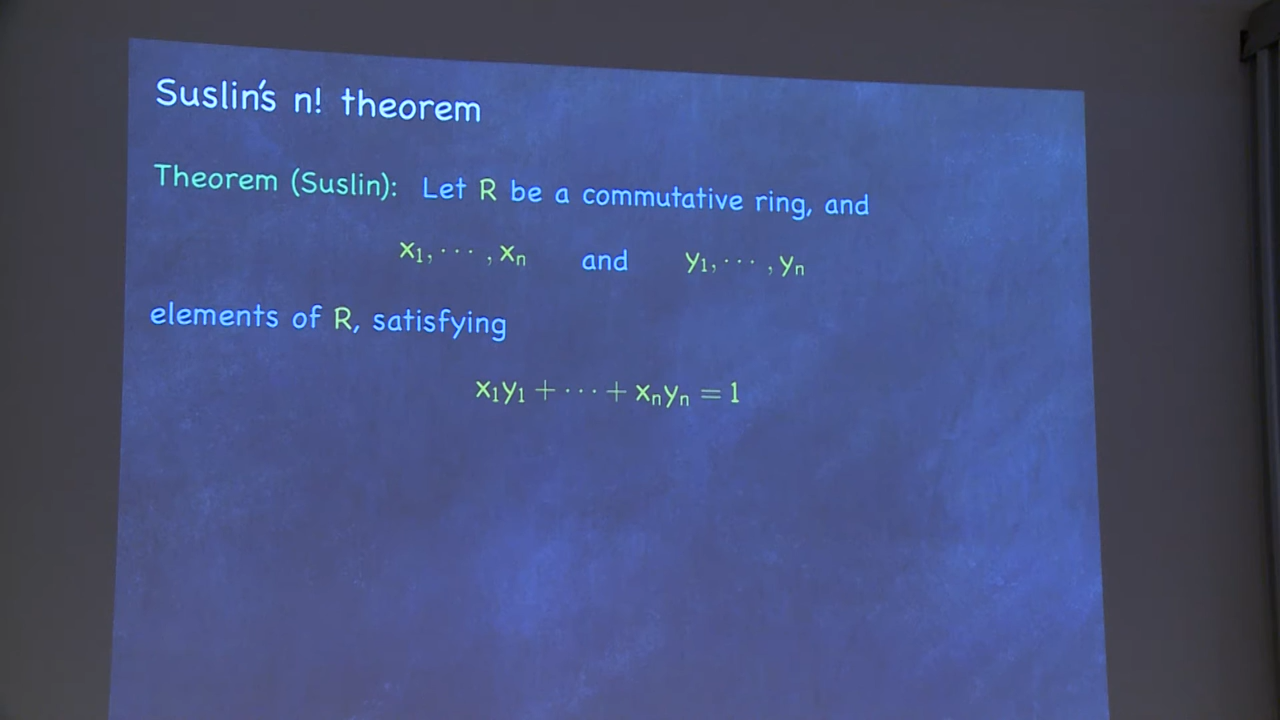 Suslin's n! theorem
Theorem (Suslin): Let R be a commutative ring, and
x₁, ⋯ , xₙ and y₁, ⋯ , yₙ
elements of R, satisfying
x₁y₁ + ⋯ + xₙyₙ = 1